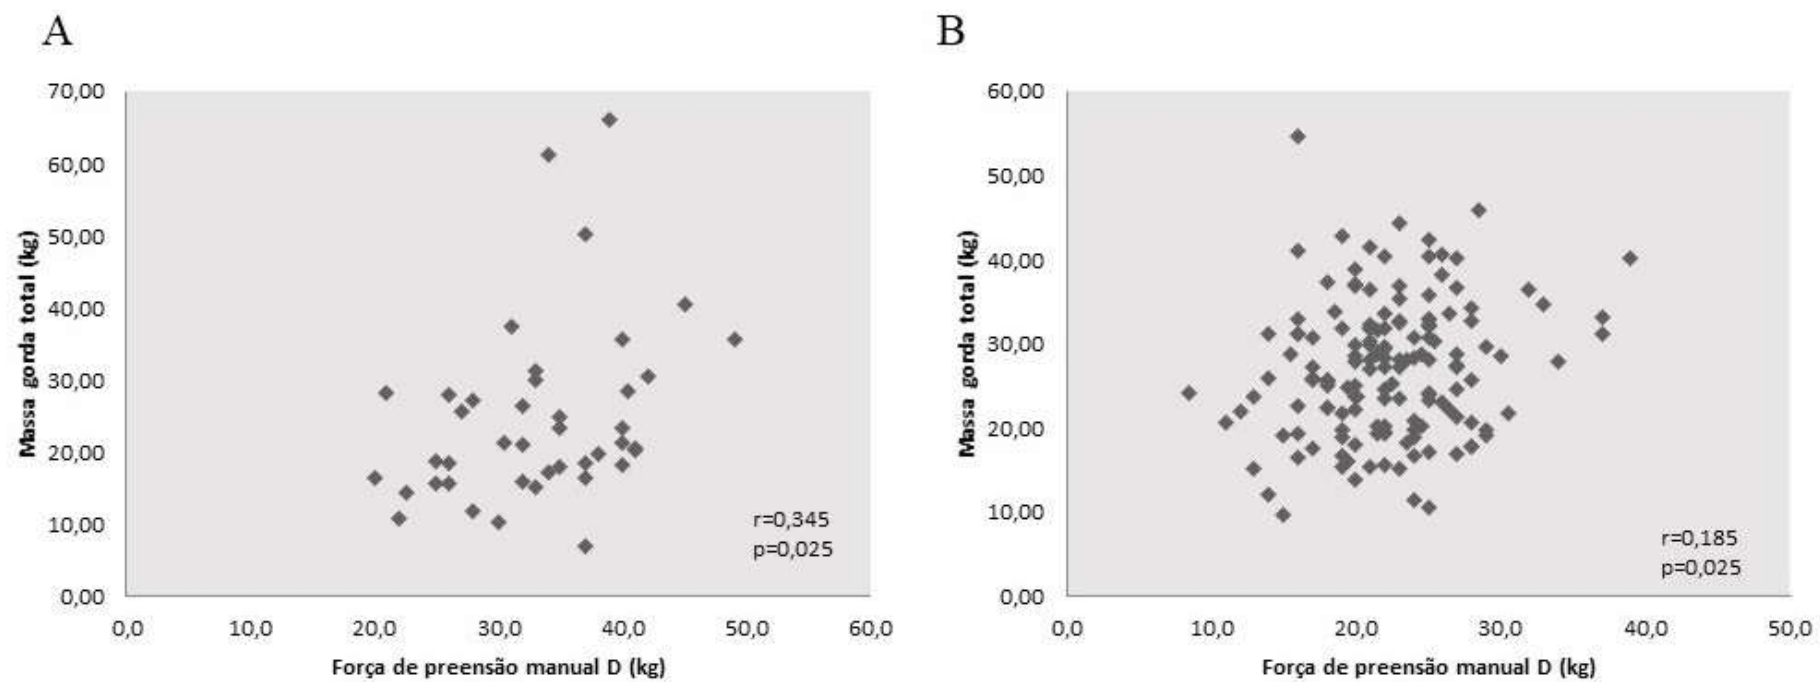 A
70,00
60,00
50,00
40,00
30,00
20,00
10,00
0,00
Massa gorda total (kg)
0,0 10,0 20,0 30,0 40,0 50,0 60,0
Força de preensão manual D (kg)
r=0,345
p=0,025
B
60,00
50,00
40,00
30,00
20,00
10,00
0,00
Massa gorda total (kg)
0,0 10,0 20,0 30,0 40,0 50,0
Força de preensão manual D (kg)
r=0,185
p=0,025